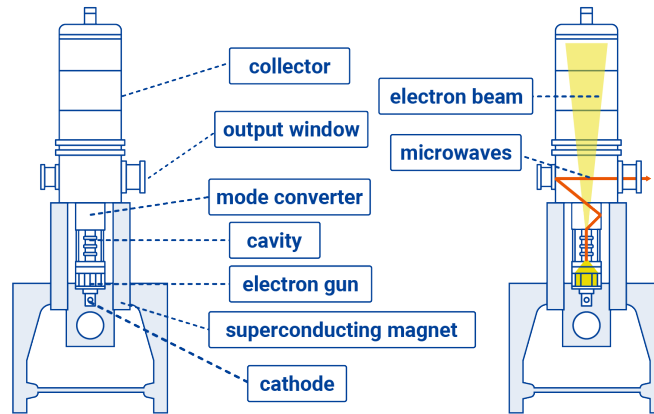 collector
output window
mode converter
cavity
electron gun
superconducting magnet
cathode
electron beam
microwaves